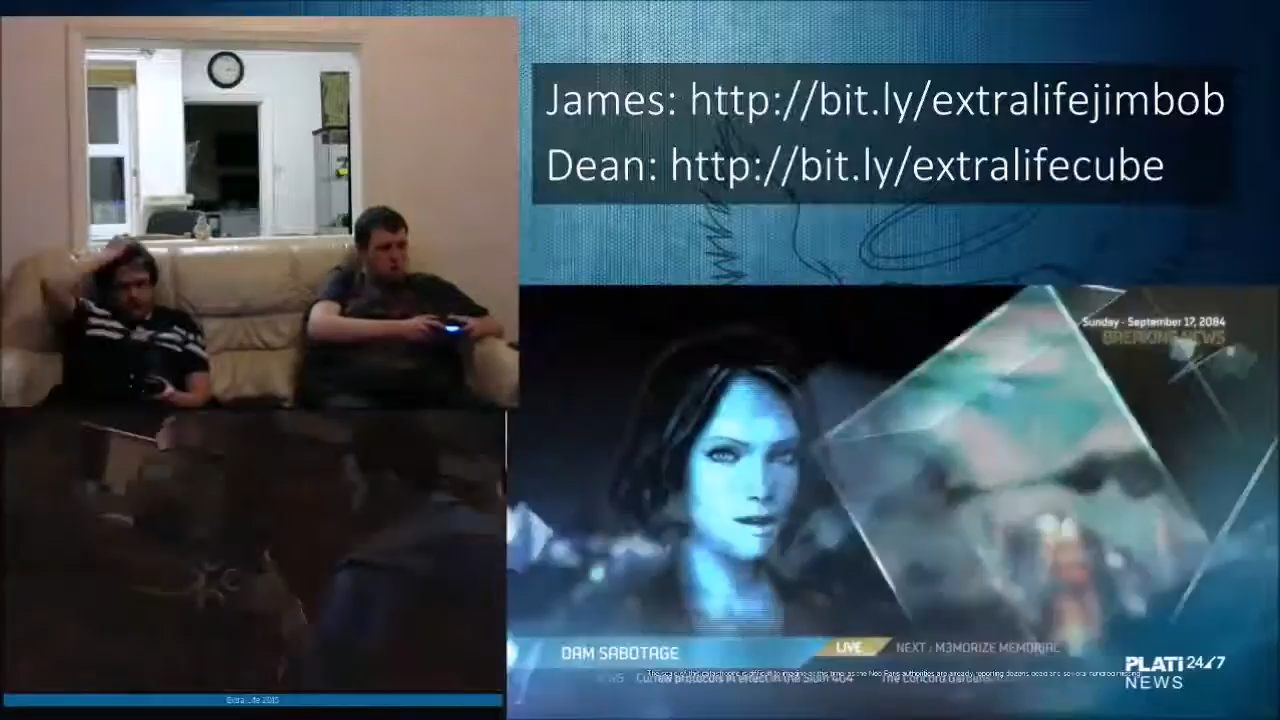 James: http://bit.ly/extralifejimbob
Dean: http://bit.ly/extralifecube
Sunday - September 17, 2084
BREAKING NEWS
DAM SABOTAGE
LIVE
NEXT : M3MORIZE MEMORIAL
PLATI 24/7
NEWS
Extra Life 2015